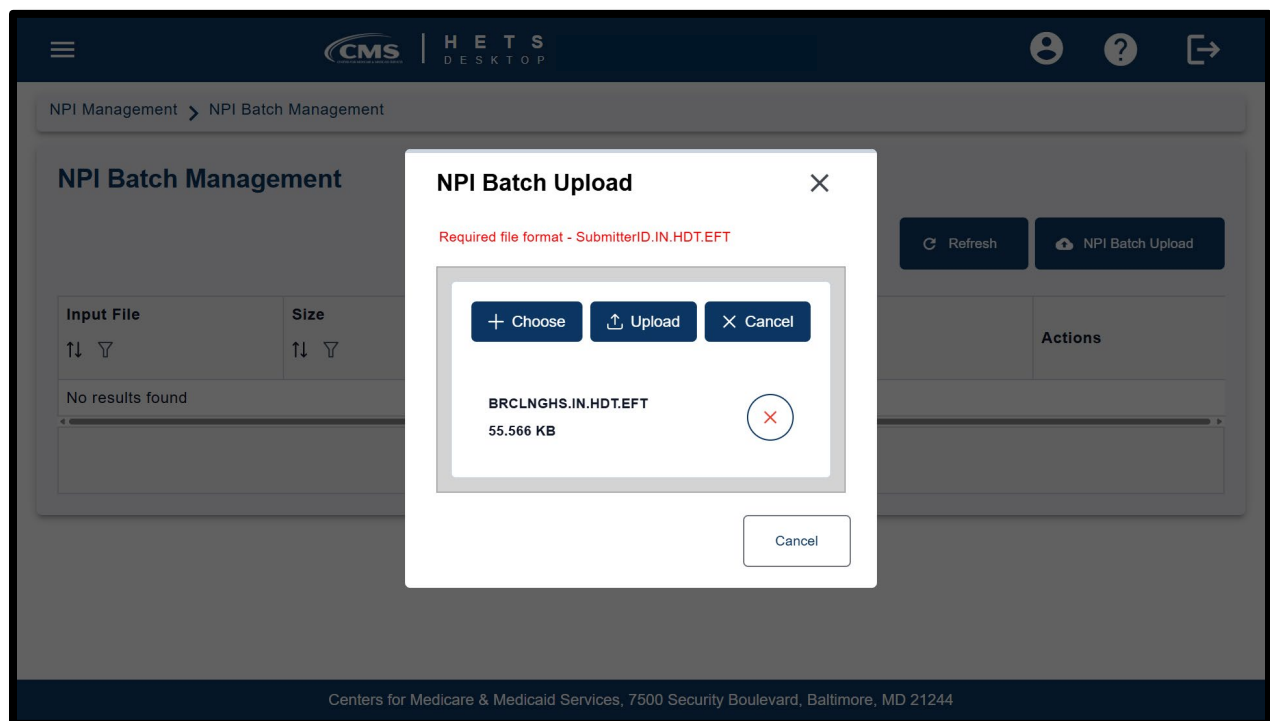 CMS
H E T S
D E S K T O P
NPI Management > NPI Batch Management
NPI Batch Management
Refresh
NPI Batch Upload
Input File
Size
Actions
No results found
NPI Batch Upload
Required file format - SubmitterID.IN.HDT.EFT
+ Choose
Upload
Cancel
BRCLNGHS.IN.HDT.EFT
55.566 KB
Cancel
Centers for Medicare & Medicaid Services, 7500 Security Boulevard, Baltimore, MD 21244